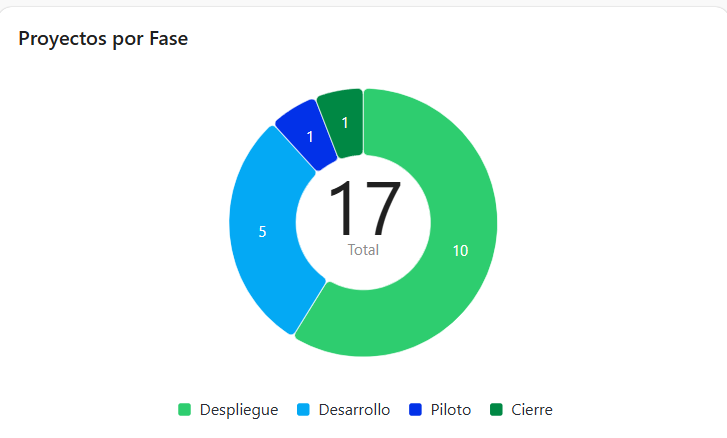 Proyectos por Fase
1
1
5
17
Total
10
Despliegue Desarrollo Piloto Cierre